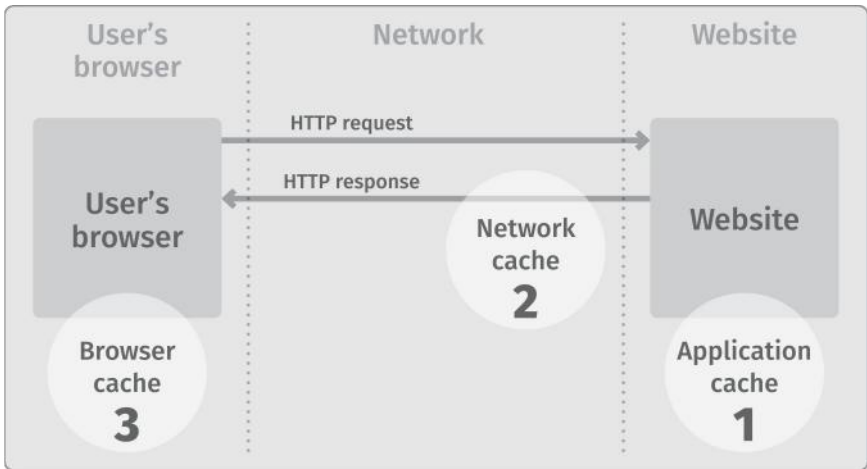 User's
browser
Network
Website
HTTP request
HTTP response
User's
browser
Website
Network
cache
2
Browser
cache
3
Application
cache
1